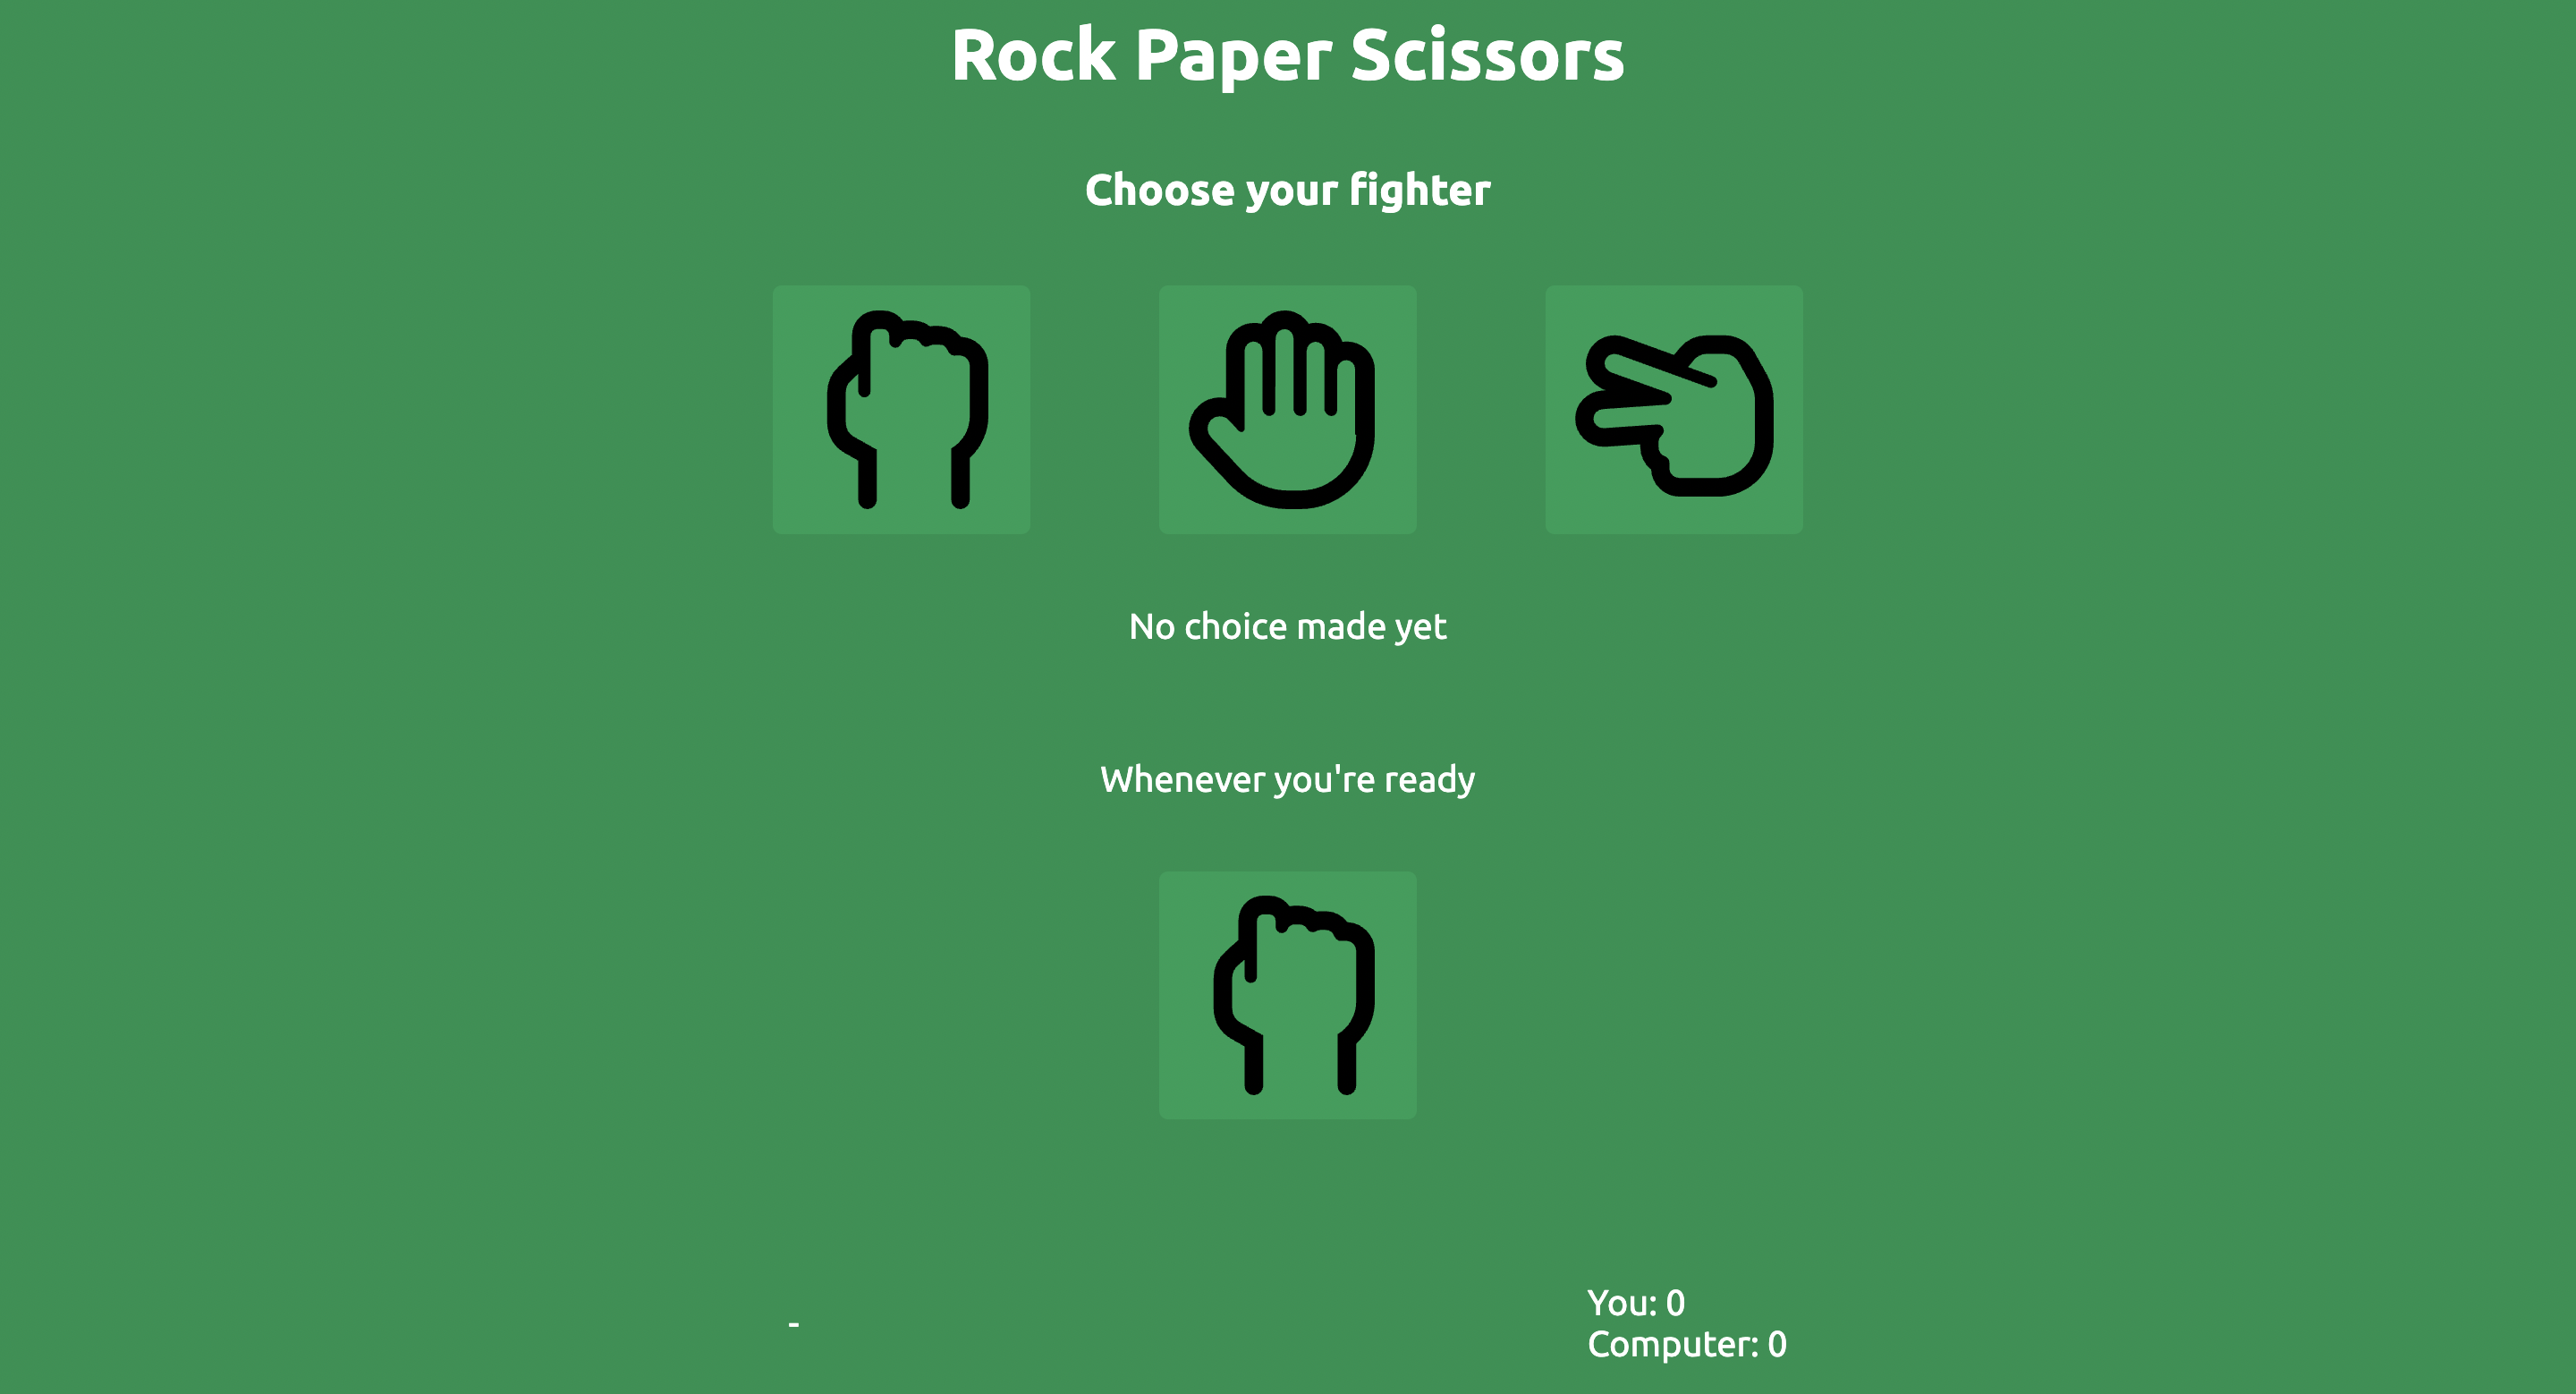 Rock Paper Scissors
Choose your fighter
No choice made yet
Whenever you're ready
-
You: 0
Computer: 0